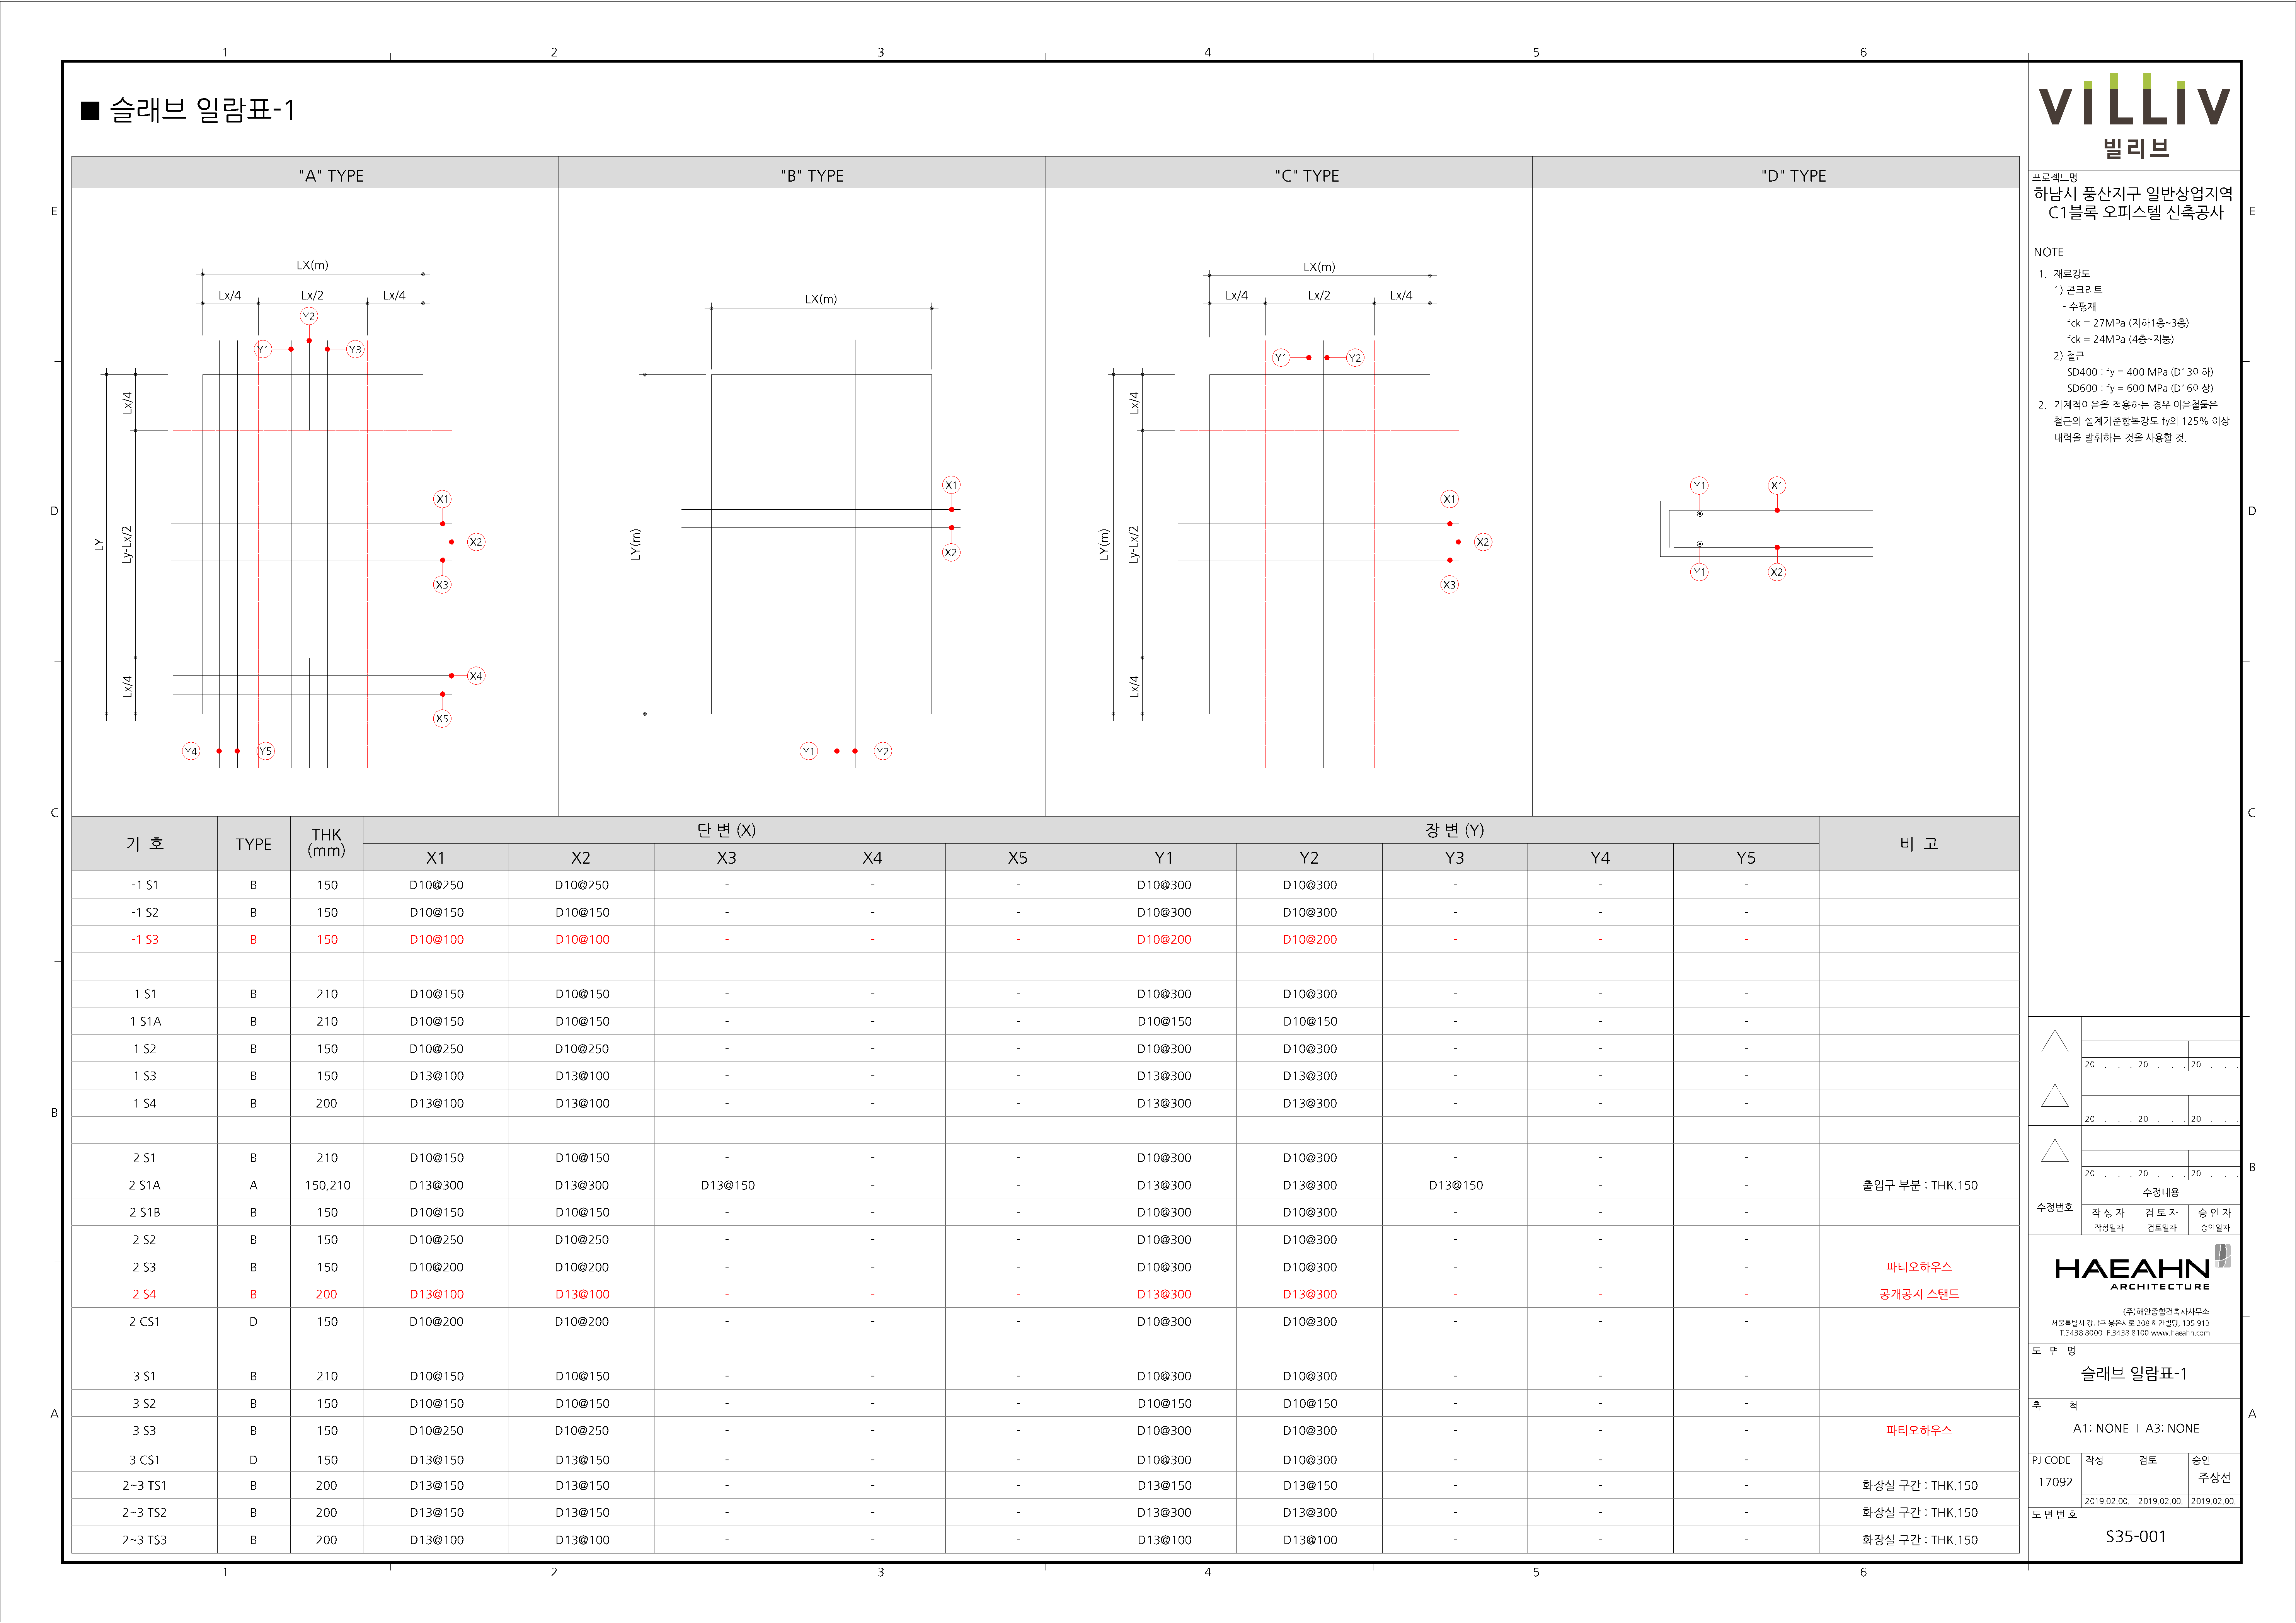 1 2 3 4 5 6
■ 슬래브 일람표-1
"A" TYPE "B" TYPE "C" TYPE "D" TYPE
LX(m)
Lx/4 Lx/2 Lx/4
Y2
Y1 Y3
Lx/4
LY Ly-Lx/2
X1
X2
X3
Lx/4
X4
X5
Y4 Y5
LX(m)
LY(m)
X1
X2
Y1 Y2
LX(m)
Lx/4 Lx/2 Lx/4
Y1 Y2
Lx/4
LY(m) Ly-Lx/2
X1
X2
X3
Lx/4
Y1 X1
Y1 X2
기 호 TYPE THK (mm) 단 변 (X) 장 변 (Y) 비 고
X1 X2 X3 X4 X5 Y1 Y2 Y3 Y4 Y5
-1 S1 B 150 D10@250 D10@250 - - - D10@300 D10@300 - - -
-1 S2 B 150 D10@150 D10@150 - - - D10@300 D10@300 - - -
-1 S3 B 150 D10@100 D10@100 - - - D10@200 D10@200 - - -
1 S1 B 210 D10@150 D10@150 - - - D10@300 D10@300 - - -
1 S1A B 210 D10@150 D10@150 - - - D10@150 D10@150 - - -
1 S2 B 150 D10@250 D10@250 - - - D10@300 D10@300 - - -
1 S3 B 150 D13@100 D13@100 - - - D13@300 D13@300 - - -
1 S4 B 200 D13@100 D13@100 - - - D13@300 D13@300 - - -
2 S1 B 210 D10@150 D10@150 - - - D10@300 D10@300 - - -
2 S1A A 150,210 D13@300 D13@300 D13@150 - - D13@300 D13@300 D13@150 - - 출입구 부분 : THK.150
2 S1B B 150 D10@150 D10@150 - - - D10@300 D10@300 - - -
2 S2 B 150 D10@250 D10@250 - - - D10@300 D10@300 - - -
2 S3 B 150 D10@200 D10@200 - - - D10@300 D10@300 - - - 파티오하우스
2 S4 B 200 D13@100 D13@100 - - - D13@300 D13@300 - - - 공개공지 스탠드
2 CS1 D 150 D10@200 D10@200 - - - D10@300 D10@300 - - -
3 S1 B 210 D10@150 D10@150 - - - D10@300 D10@300 - - -
3 S2 B 150 D10@150 D10@150 - - - D10@150 D10@150 - - -
3 S3 B 150 D10@250 D10@250 - - - D10@300 D10@300 - - - 파티오하우스
3 CS1 D 150 D13@150 D13@150 - - - D10@300 D10@300 - - -
2~3 TS1 B 200 D13@150 D13@150 - - - D13@150 D13@150 - - - 화장실 구간 : THK.150
2~3 TS2 B 200 D13@150 D13@150 - - - D13@300 D13@300 - - - 화장실 구간 : THK.150
2~3 TS3 B 200 D13@100 D13@100 - - - D13@100 D13@100 - - - 화장실 구간 : THK.150
E
D
C
B
A
VILLIV
빌리브
프로젝트명
하남시 풍산지구 일반상업지역
C1블록 오피스텔 신축공사
NOTE
1. 재료강도
1) 콘크리트
- 수평재
fck = 27MPa (지하1층~3층)
fck = 24MPa (4층~지붕)
2) 철근
SD400 : fy = 400 MPa (D13이하)
SD600 : fy = 600 MPa (D16이상)
2. 기계적이음을 적용하는 경우 이음철물은
철근의 설계기준항복강도 fy의 125% 이상
내력을 발휘하는 것을 사용할 것.
20 . . . 20 . . . 20 . . .
20 . . . 20 . . . 20 . . .
20 . . . 20 . . . 20 . . .
수정번호 수정내용
작 성 자 검 토 자 승 인 자
작성일자 검토일자 승인일자
HAEAHN
ARCHITECTURE
(주)해안종합건축사사무소
서울특별시 강남구 봉은사로 208 해안빌딩, 135-913
T.3438 8000 F.3438 8100 www.haeahn.com
도 면 명
슬래브 일람표-1
축 척
A1: NONE I A3: NONE
PJ CODE 작성 검토 승인
17092 주상선
2019.02.00. 2019.02.00. 2019.02.00.
도 면 번 호
S35-001
E
D
C
B
A
1 2 3 4 5 6